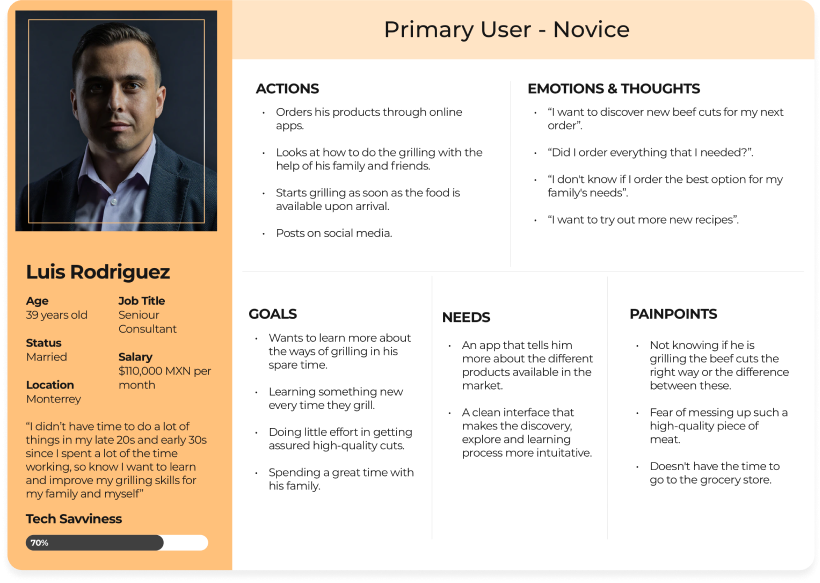 Primary User - Novice
Luis Rodriguez
Age
39 years old
Status
Married
Location
Monterrey
Job Title
Seniour
Consultant
Salary
$110,000 MXN per
month
“I didn’t have time to do a lot of
things in my late 20s and early 30s
since I spent a lot of the time
working, so know I want to learn
and improve my grilling skills for
my family and myself”
Tech Savviness
70%
ACTIONS
• Orders his products through online
apps.
• Looks at how to do the grilling with the
help of his family and friends.
• Starts grilling as soon as the food is
available upon arrival.
• Posts on social media.
EMOTIONS & THOUGHTS
• “I want to discover new beef cuts for my next
order”.
• “Did I order everything that I needed?”.
• “I don't know if I order the best option for my
family's needs”.
• “I want to try out more new recipes”.
GOALS
• Wants to learn more about
the ways of grilling in his
spare time.
• Learning something new
every time they grill.
• Doing little effort in getting
assured high-quality cuts.
• Spending a great time with
his family.
NEEDS
• An app that tells him
more about the different
products available in the
market.
• A clean interface that
makes the discovery,
explore and learning
process more intuitative.
PAINPOINTS
• Not knowing if he is
grilling the beef cuts the
right way or the difference
between these.
• Fear of messing up such a
high-quality piece of
meat.
• Doesn't have the time to
go to the grocery store.